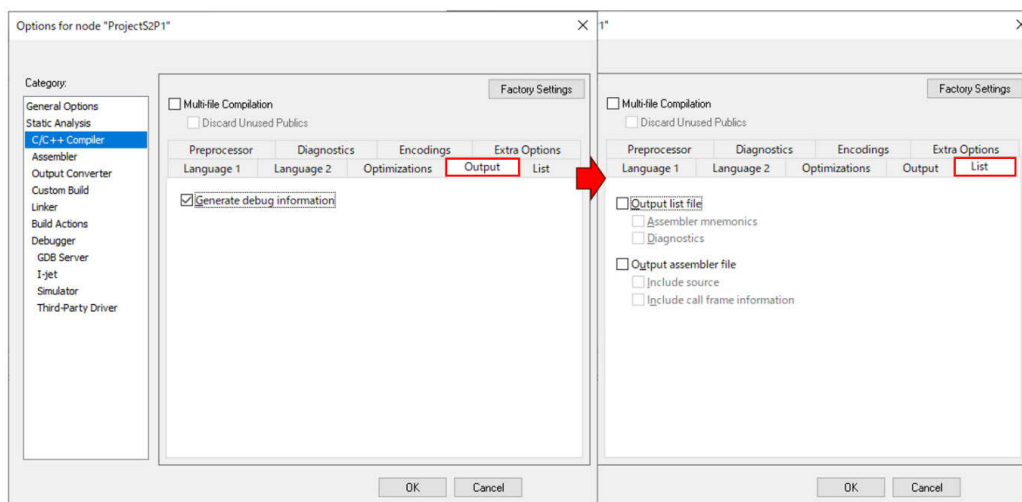 Options for node "ProjectS2P1"
Category:
General Options
Static Analysis
C/C++ Compiler
Assembler
Output Converter
Custom Build
Linker
Build Actions
Debugger
GDB Server
I-jet
Simulator
Third-Party Driver
Factory Settings
Multi-file Compilation
Discard Unused Publics
Preprocessor Diagnostics Encodings Extra Options
Language 1 Language 2 Optimizations Output List
Generate debug information
OK Cancel
1"
Factory Settings
Multi-file Compilation
Discard Unused Publics
Preprocessor Diagnostics Encodings Extra Options
Language 1 Language 2 Optimizations Output List
Output list file
Assembler mnemonics
Diagnostics
Output assembler file
Include source
Include call frame information
OK Cancel